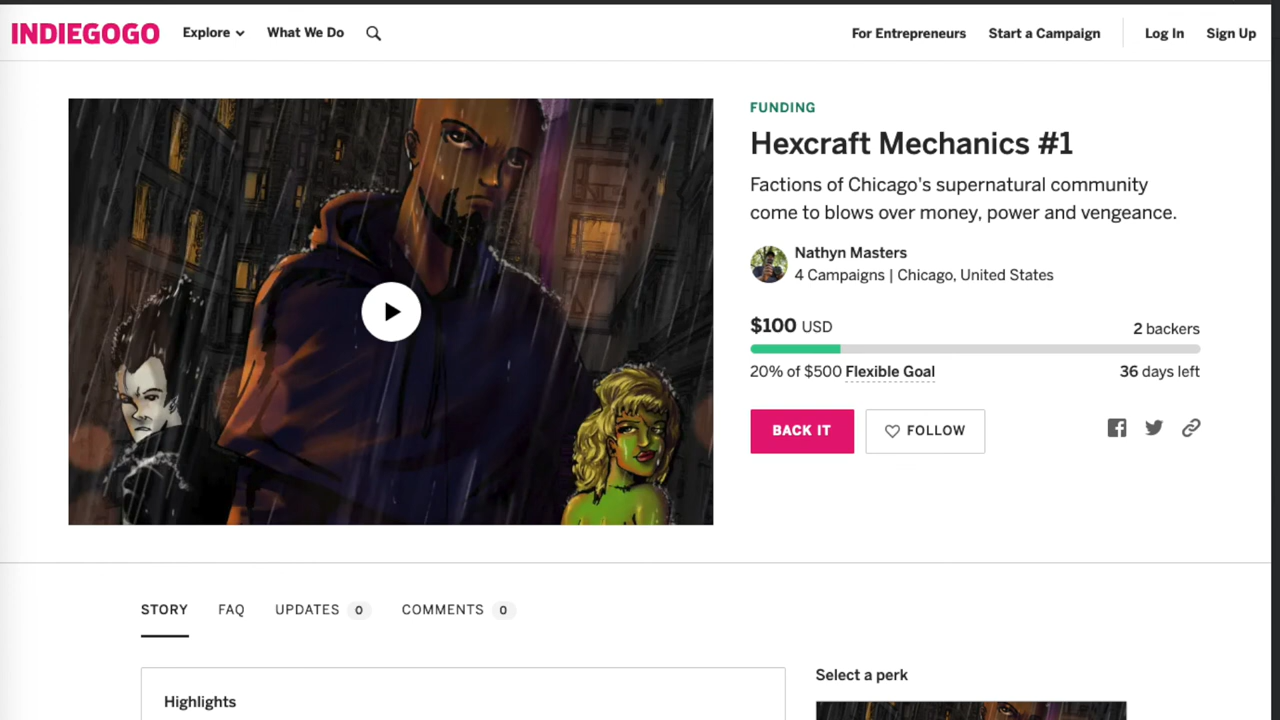 INDIEGOGO
Explore
What We Do
For Entrepreneurs
Start a Campaign
Log In
Sign Up
FUNDING
Hexcraft Mechanics #1
Factions of Chicago's supernatural community
come to blows over money, power and vengeance.
Nathyn Masters
4 Campaigns | Chicago, United States
$100 USD
2 backers
20% of $500 Flexible Goal
36 days left
BACK IT
FOLLOW
STORY
FAQ
UPDATES 0
COMMENTS 0
Select a perk
Highlights